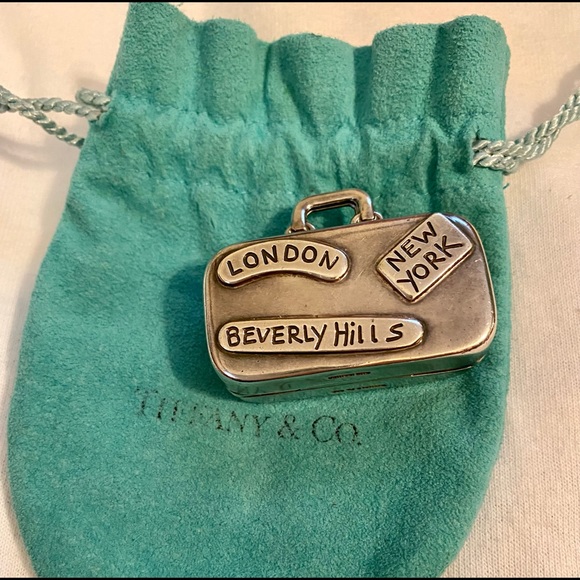 LONDON
NEW
YORK
BEVERLY HillS
TIFFANY & CO.